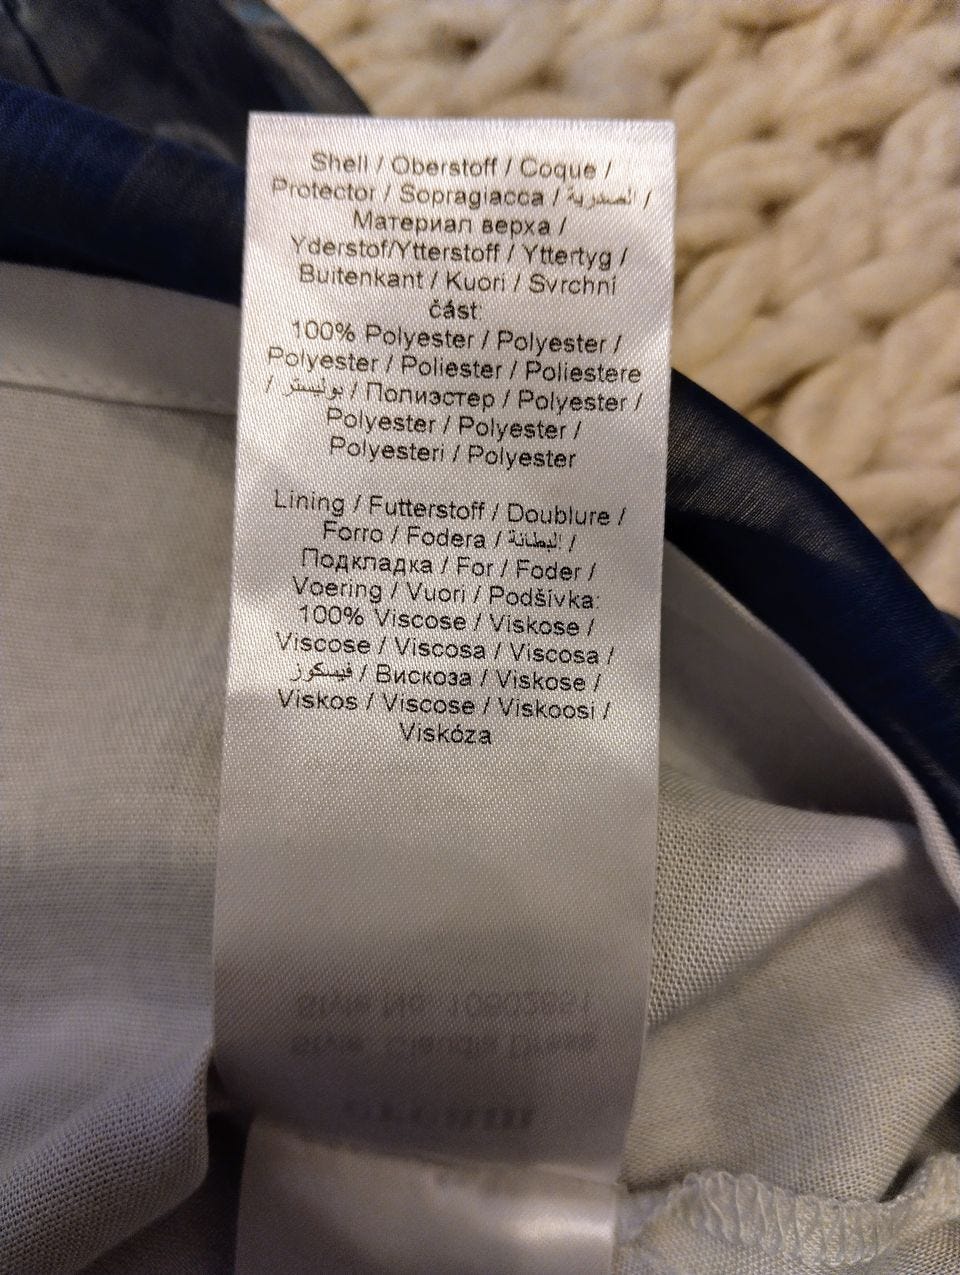 Shell / Oberstoff / Coque /
Protector / Sopragiacca / الصدرية /
Материал верха /
Yderstof/Ytterstoff / Yttertyg /
Buitenkant / Kuori / Svrchní
část:
100% Polyester / Polyester /
Polyester / Poliester / Poliestere
/ بوليستر / Полиэстер / Polyester /
Polyester / Polyester /
Polyesteri / Polyester
Lining / Futterstoff / Doublure /
Forro / Fodera / البطانة /
Подкладка / For / Foder /
Voering / Vuori / Podšívka:
100% Viscose / Viskose /
Viscose / Viscosa / Viscosa /
فيسكوز / Вискоза / Viskose /
Viskos / Viscose / Viskoosi /
Viskóza